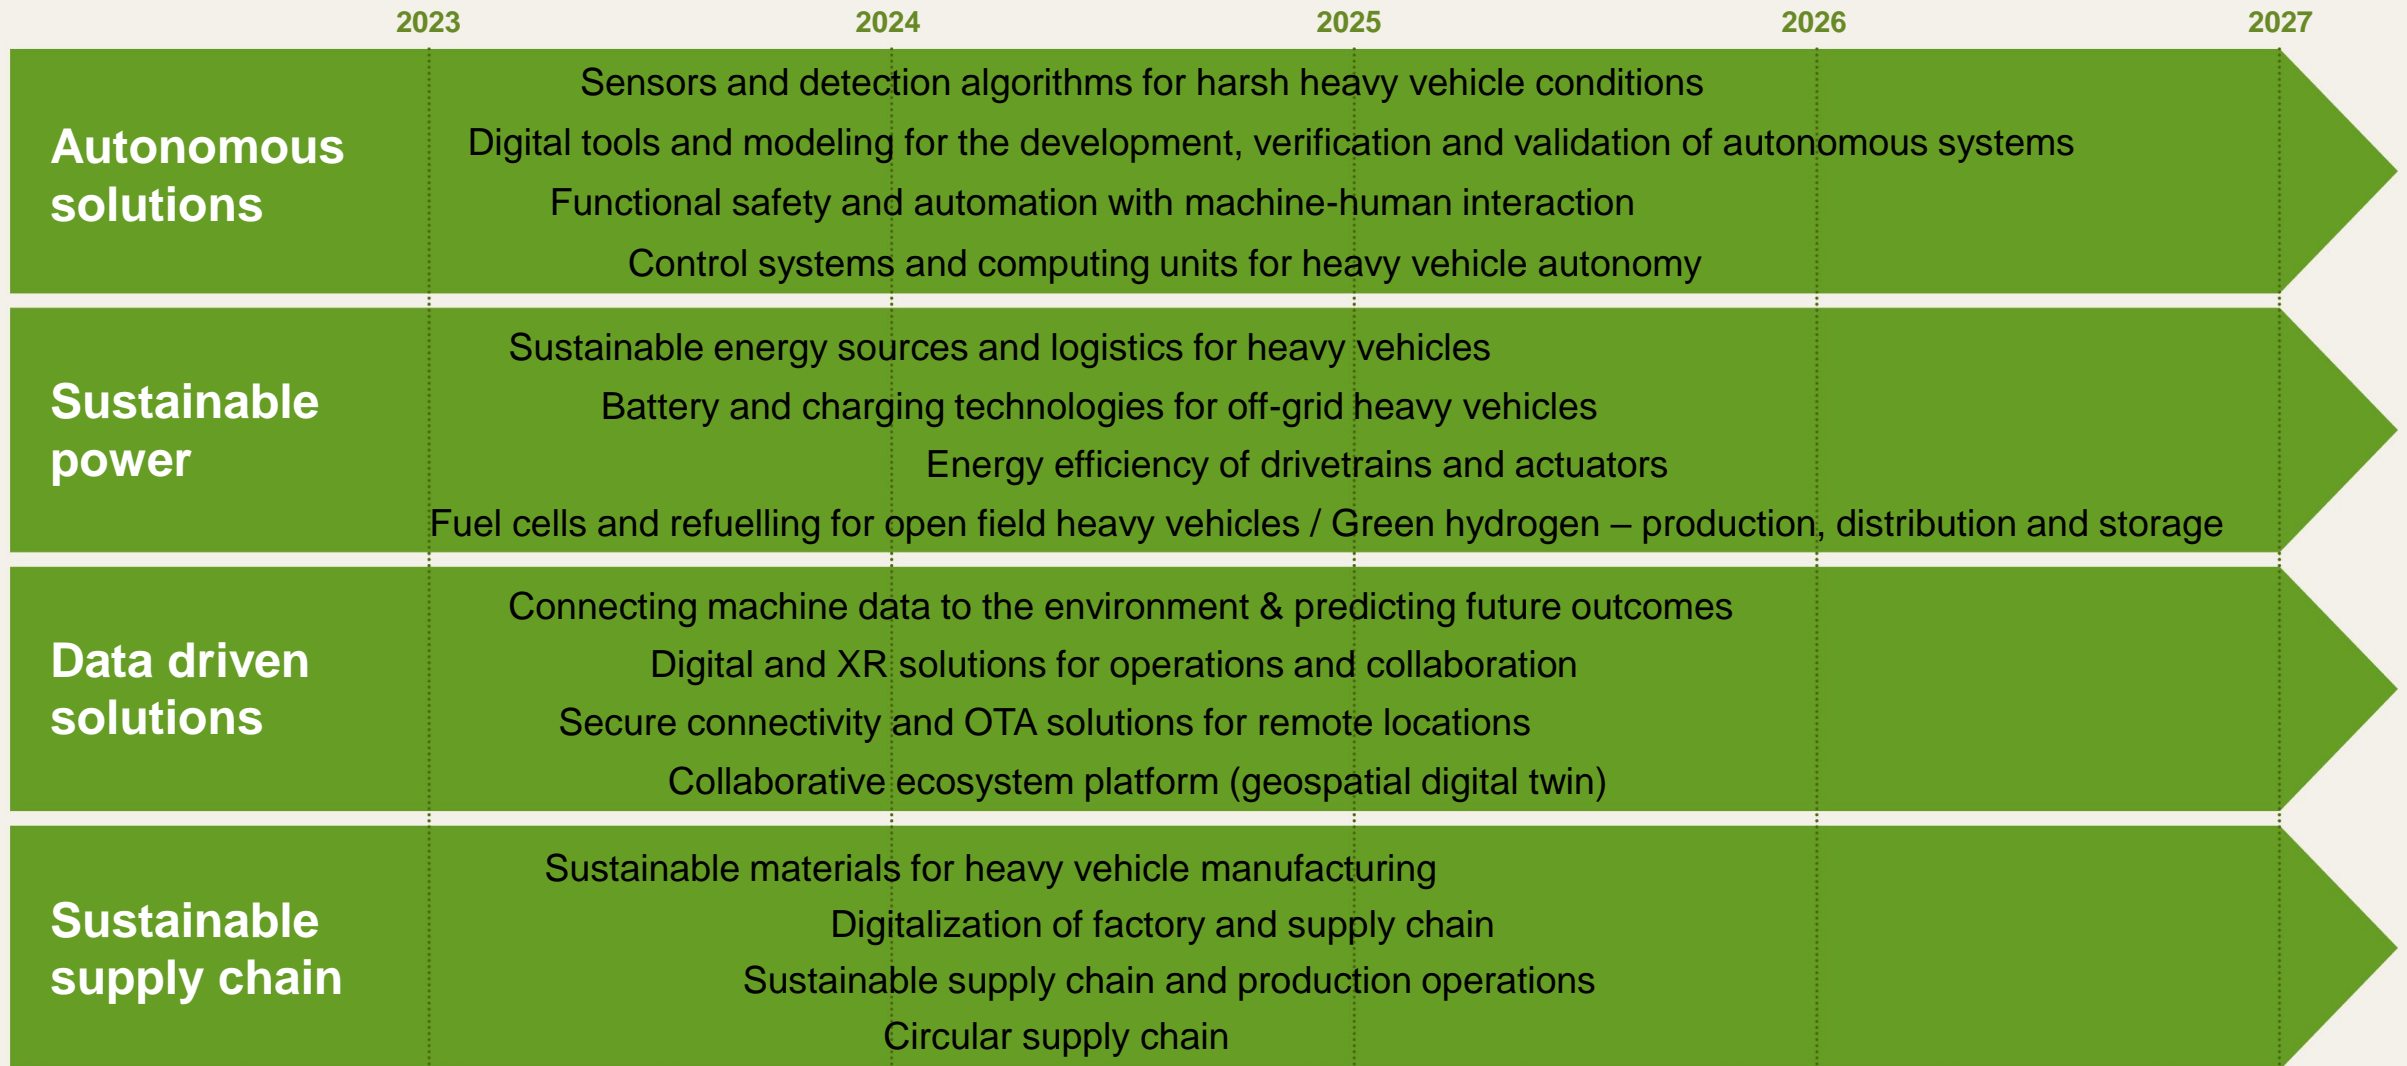 2023 2024 2025 2026 2027
Autonomous
solutions
Sensors and detection algorithms for harsh heavy vehicle conditions
Digital tools and modeling for the development, verification and validation of autonomous systems
Functional safety and automation with machine-human interaction
Control systems and computing units for heavy vehicle autonomy
Sustainable
power
Sustainable energy sources and logistics for heavy vehicles
Battery and charging technologies for off-grid heavy vehicles
Energy efficiency of drivetrains and actuators
Fuel cells and refuelling for open field heavy vehicles / Green hydrogen – production, distribution and storage
Data driven
solutions
Connecting machine data to the environment & predicting future outcomes
Digital and XR solutions for operations and collaboration
Secure connectivity and OTA solutions for remote locations
Collaborative ecosystem platform (geospatial digital twin)
Sustainable
supply chain
Sustainable materials for heavy vehicle manufacturing
Digitalization of factory and supply chain
Sustainable supply chain and production operations
Circular supply chain